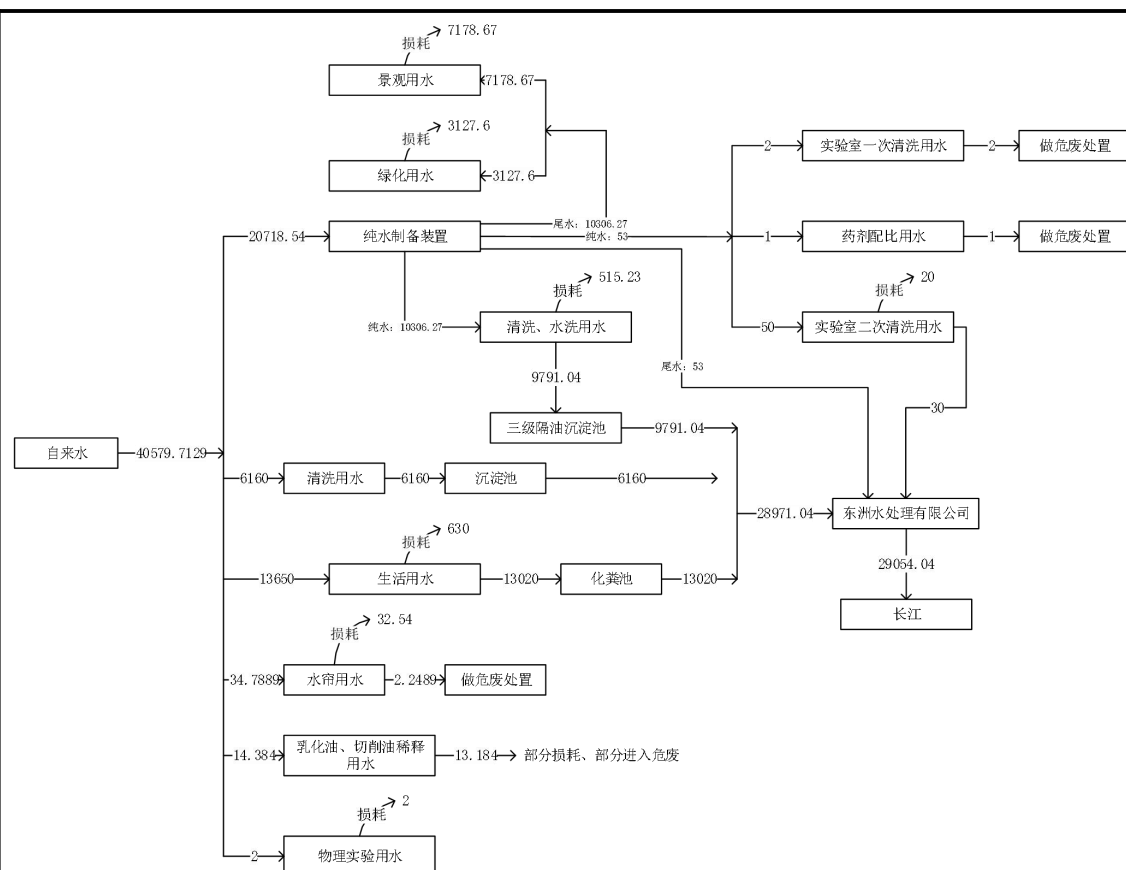 损耗
7178.67
景观用水
7178.67
损耗
3127.6
绿化用水
3127.6
2
实验室一次清洗用水
2
做危废处置
尾水：10306.27
20718.54
纯水制备装置
纯水：53
1
药剂配比用水
1
做危废处置
损耗
515.23
损耗
20
纯水：10306.27
清洗、水洗用水
50
实验室二次清洗用水
尾水：53
9791.04
30
三级隔油沉淀池
9791.04
自来水
40579.7129
6160
清洗用水
6160
沉淀池
6160
28971.04
东洲水处理有限公司
损耗
630
29054.04
13650
生活用水
13020
化粪池
13020
长江
损耗
32.54
34.7889
水帘用水
2.2489
做危废处置
14.384
乳化油、切削油稀释
用水
13.184
部分损耗、部分进入危废
损耗
2
2
物理实验用水